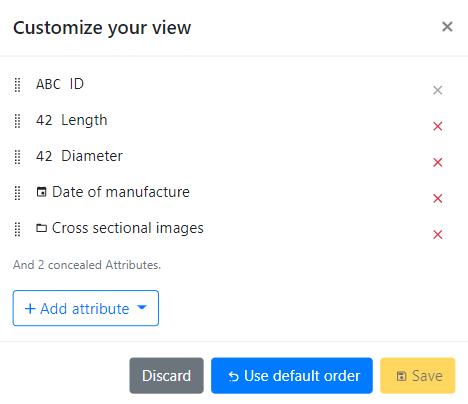 Customize your view
ABC ID
42 Length
42 Diameter
Date of manufacture
Cross sectional images
And 2 concealed Attributes.
+ Add attribute
Discard
Use default order
Save